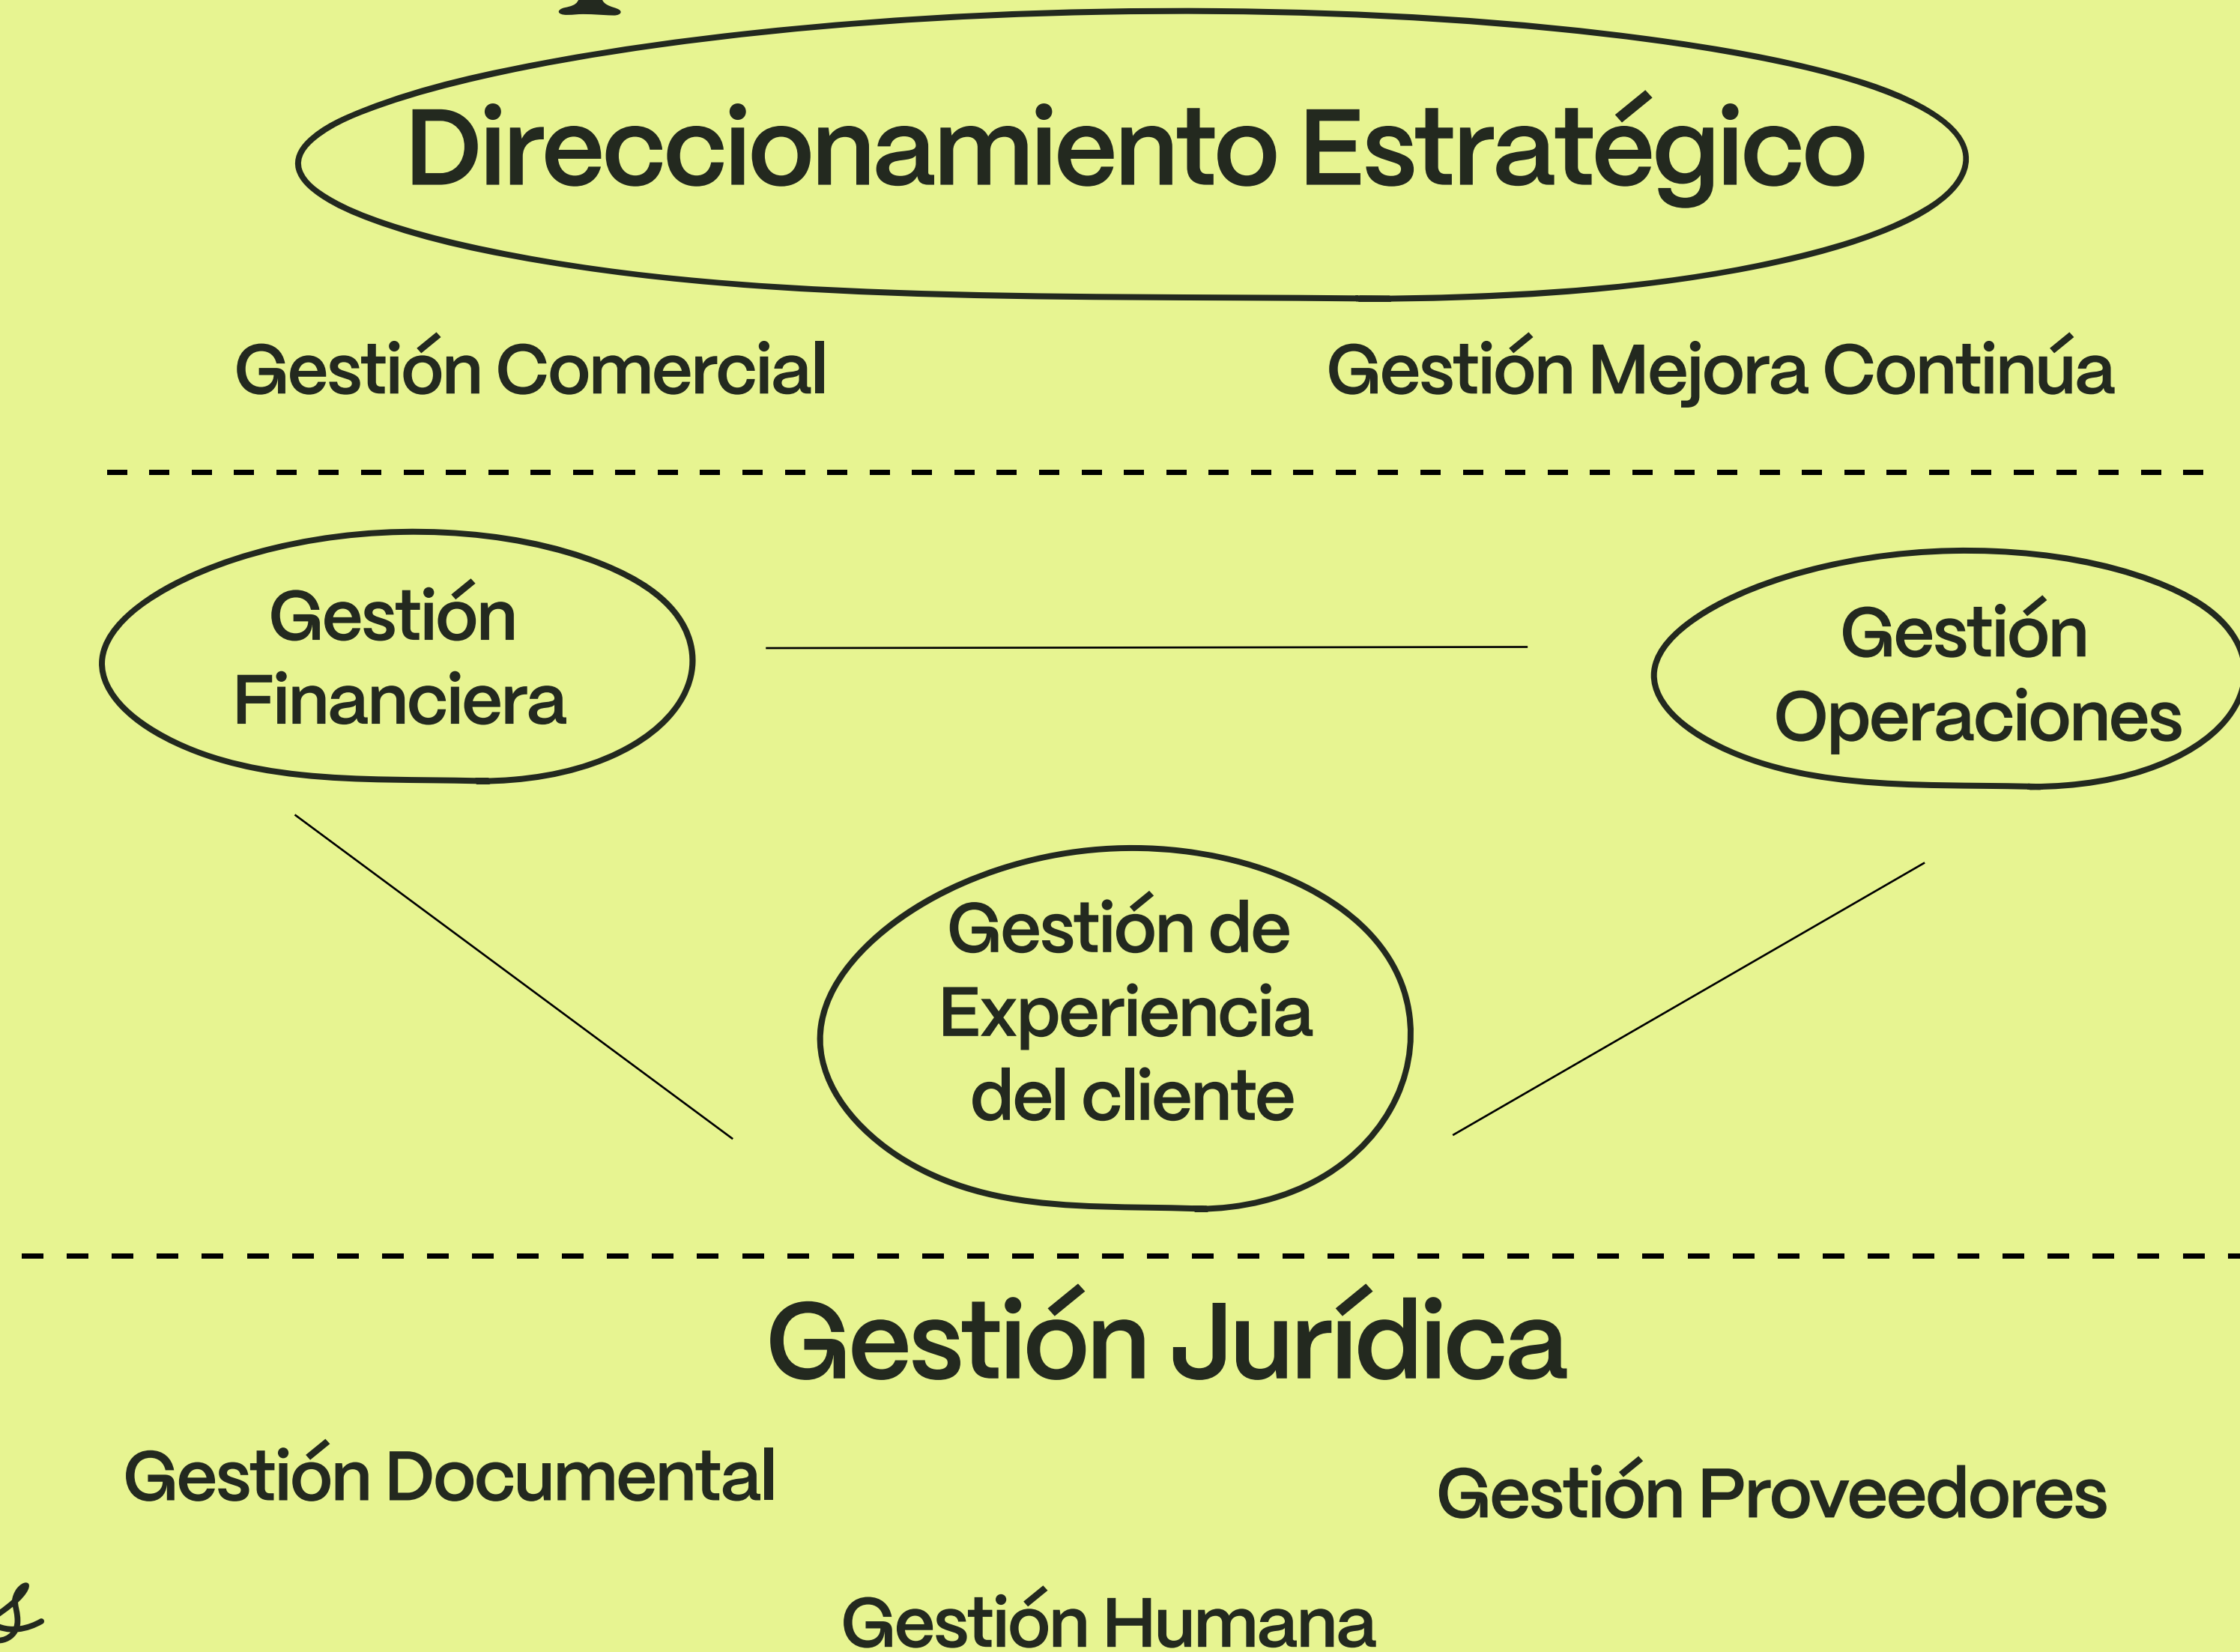 Direccionamiento Estratégico
Gestión Comercial
Gestión Mejora Continúa
Gestión
Financiera
Gestión
Operaciones
Gestión de
Experiencia
del cliente
Gestión Jurídica
Gestión Documental
Gestión Proveedores
Gestión Humana